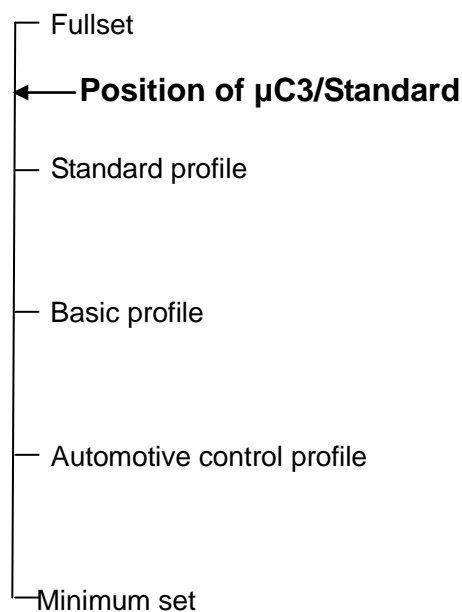 Fullset
Position of µC3/Standard
Standard profile
Basic profile
Automotive control profile
Minimum set